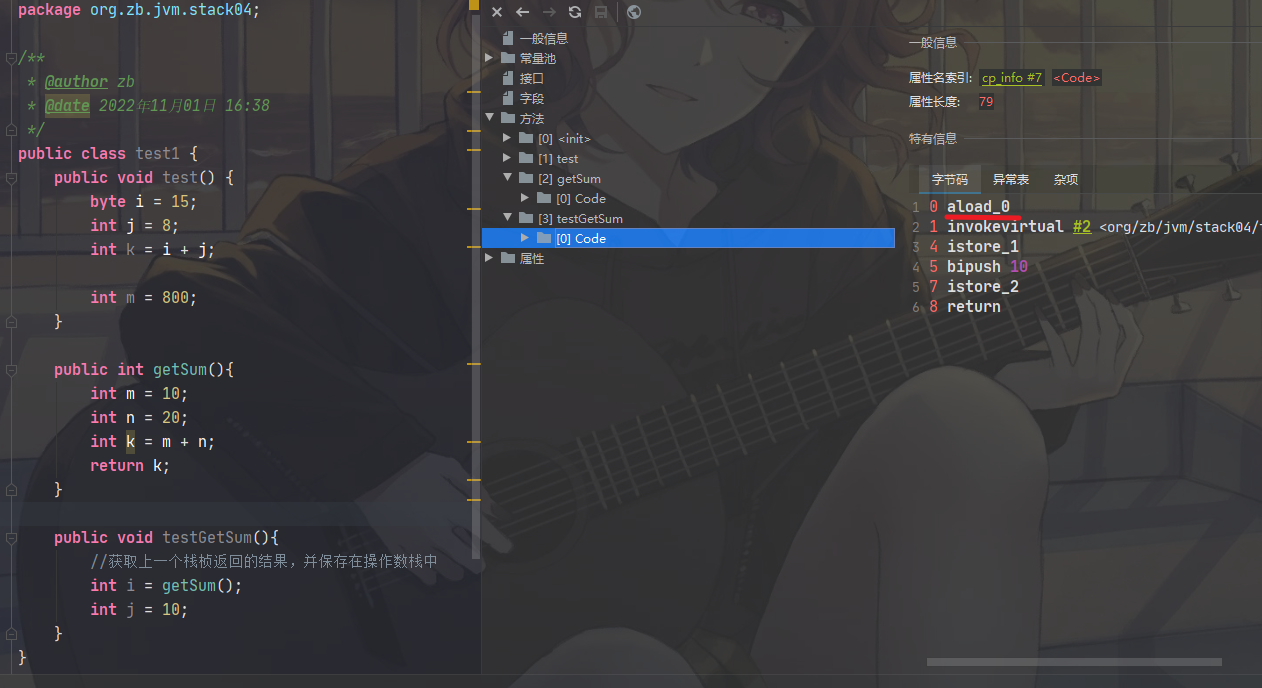 package org.zb.jvm.stack04;
/**
* @author zb
* @date 2022年11月01日 16:38
*/
public class test1 {
public void test() {
byte i = 15;
int j = 8;
int k = i + j;
int m = 800;
}
public int getSum(){
int m = 10;
int n = 20;
int k = m + n;
return k;
}
public void testGetSum(){
//获取上一个栈桢返回的结果，并保存在操作数栈中
int i = getSum();
int j = 10;
}
}
一般信息
常量池
接口
字段
方法
[0] <init>
[1] test
[2] getSum
[0] Code
[3] testGetSum
[0] Code
属性
一般信息
属性名索引: cp_info #7 <Code>
属性长度: 79
特有信息
字节码 异常表 杂项
1 0 aload_0
2 1 invokevirtual #2 <org/zb/jvm/stack04/
3 4 istore_1
4 5 bipush 10
5 7 istore_2
6 8 return